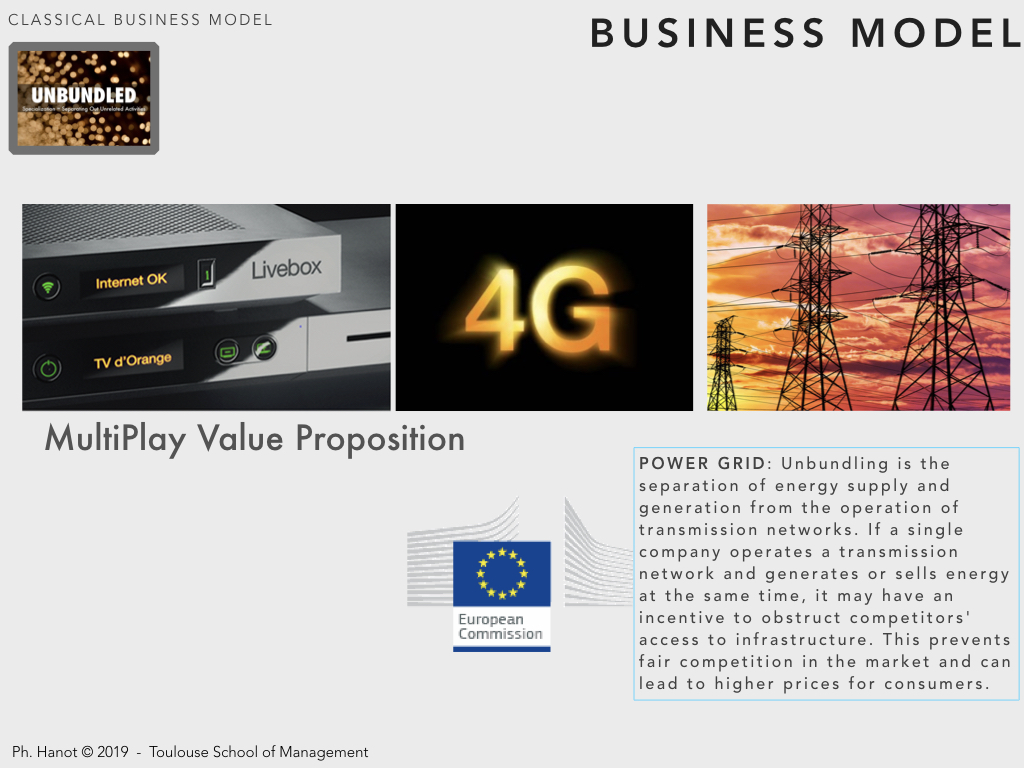 CLASSICAL BUSINESS MODEL
BUSINESS MODEL
UNBUNDLED
Specialization = Separating Out Unrelated Activities
Internet OK
1
Livebox
TV d'Orange
4G
MultiPlay Value Proposition
POWER GRID: Unbundling is the
separation of energy supply and
generation from the operation of
transmission networks. If a single
company operates a transmission
network and generates or sells energy
at the same time, it may have an
incentive to obstruct competitors'
access to infrastructure. This prevents
fair competition in the market and can
lead to higher prices for consumers.
European
Commission
Ph. Hanot © 2019 - Toulouse School of Management